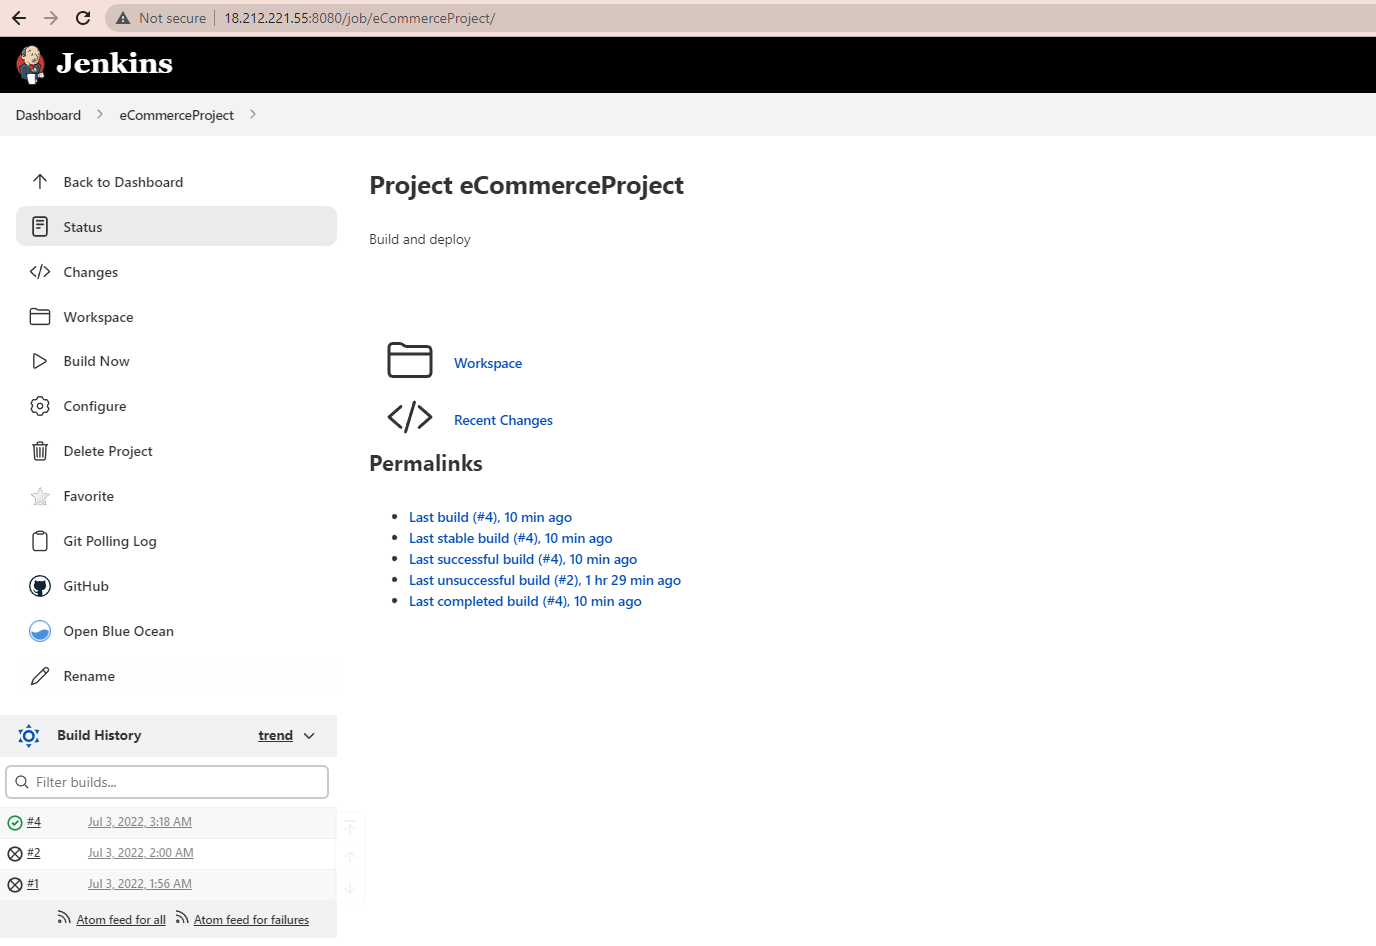 Not secure
18.212.221.55:8080/job/eCommerceProject/
Jenkins
Dashboard
eCommerceProject
Back to Dashboard
Status
Changes
Workspace
Build Now
Configure
Delete Project
Favorite
Git Polling Log
GitHub
Open Blue Ocean
Rename
Build History
trend
Filter builds...
#4
Jul 3, 2022, 3:18 AM
#2
Jul 3, 2022, 2:00 AM
#1
Jul 3, 2022, 1:56 AM
Atom feed for all
Atom feed for failures
Project eCommerceProject
Build and deploy
Workspace
Recent Changes
Permalinks
Last build (#4), 10 min ago
Last stable build (#4), 10 min ago
Last successful build (#4), 10 min ago
Last unsuccessful build (#2), 1 hr 29 min ago
Last completed build (#4), 10 min ago